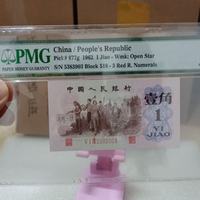 PMG
PAPER MONEY GUARANTY
China / People's Republic
Pick# 877g 1962 1 Jiao - Wmk: Open Star
S/N 5383903 Block 518 - 3 Red R. Numerals
中国人民银行
壹角
1
YI
JIAO